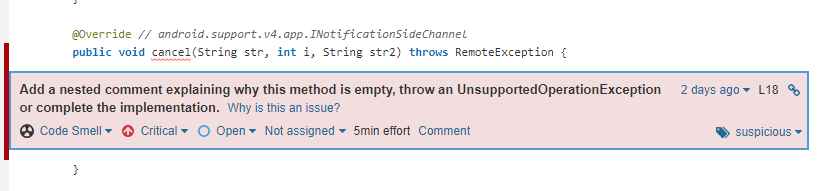 }
@Override // android.support.v4.app.INotificationSideChannel
public void cancel(String str, int i, String str2) throws RemoteException {
Add a nested comment explaining why this method is empty, throw an UnsupportedOperationException 2 days ago L18
or complete the implementation. Why is this an issue?
Code Smell Critical Open Not assigned 5min effort Comment suspicious
}